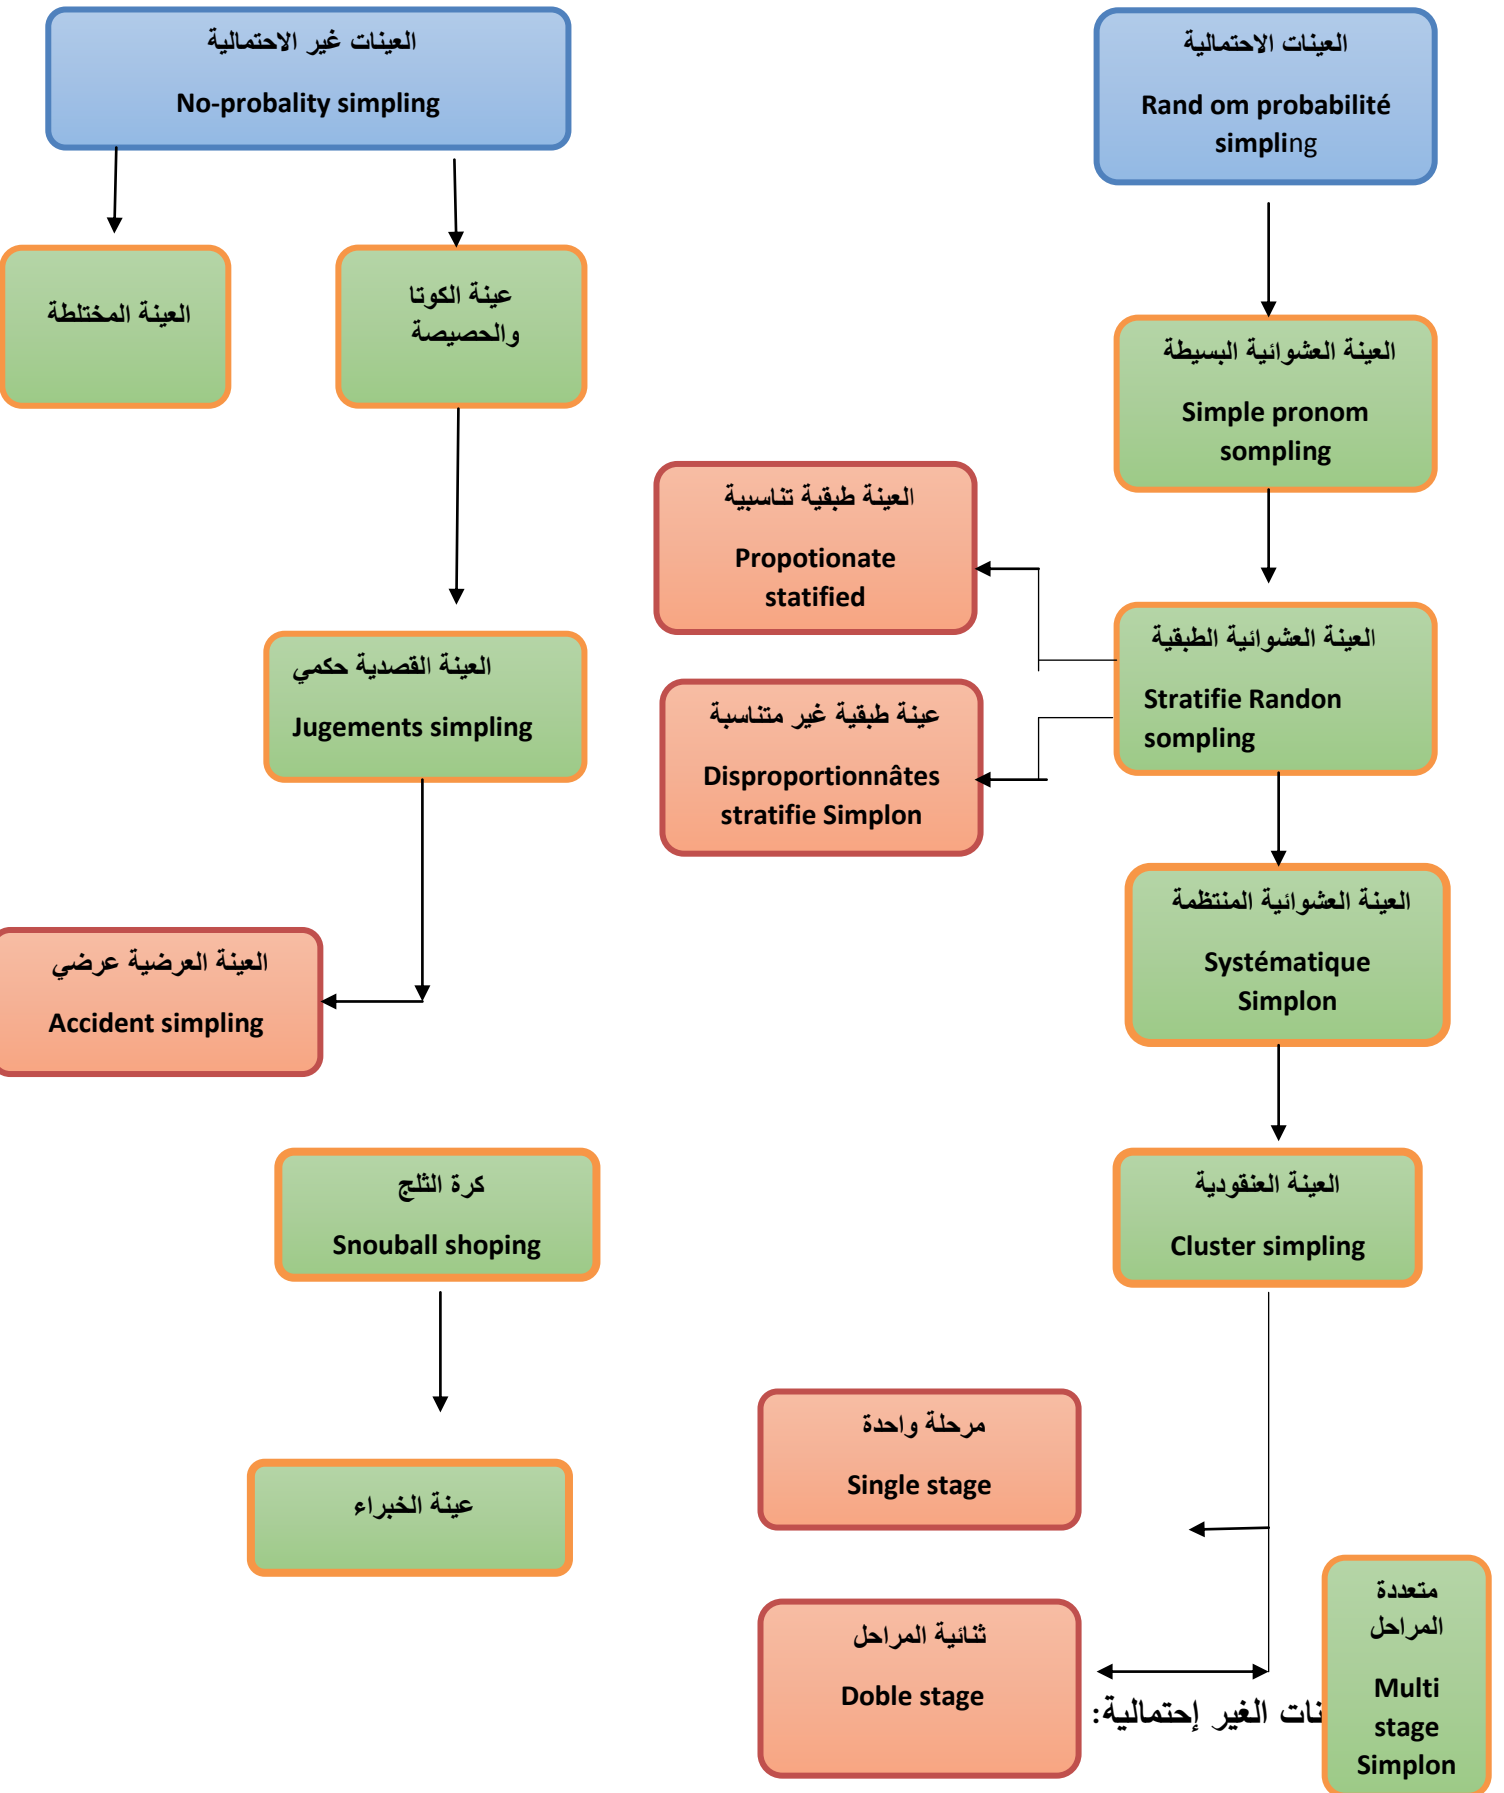 العينات الاحتمالية
Rand om probabilité
simpling
العينات غير الاحتمالية
No-probality simpling
العينة العشوائية البسيطة
Simple pronom
sompling
عينة الكوتا
والحصيصة
العينة المختلطة
العينة طبقية تناسبية
Propotionate
statified
العينة العشوائية الطبقية
Stratifie Randon
sompling
عينة طبقية غير متناسبة
Disproportionnâtes
stratifie Simplon
العينة القصدية حكمي
Jugements simpling
العينة العشوائية المنتظمة
Systématique
Simplon
العينة العرضية عرضي
Accident simpling
العينة العنقودية
Cluster simpling
كرة الثلج
Snouball shoping
مرحلة واحدة
Single stage
عينة الخبراء
متعددة
المراحل
Multi
stage
Simplon
ثنائية المراحل
Doble stage
نات الغير إحتمالية: